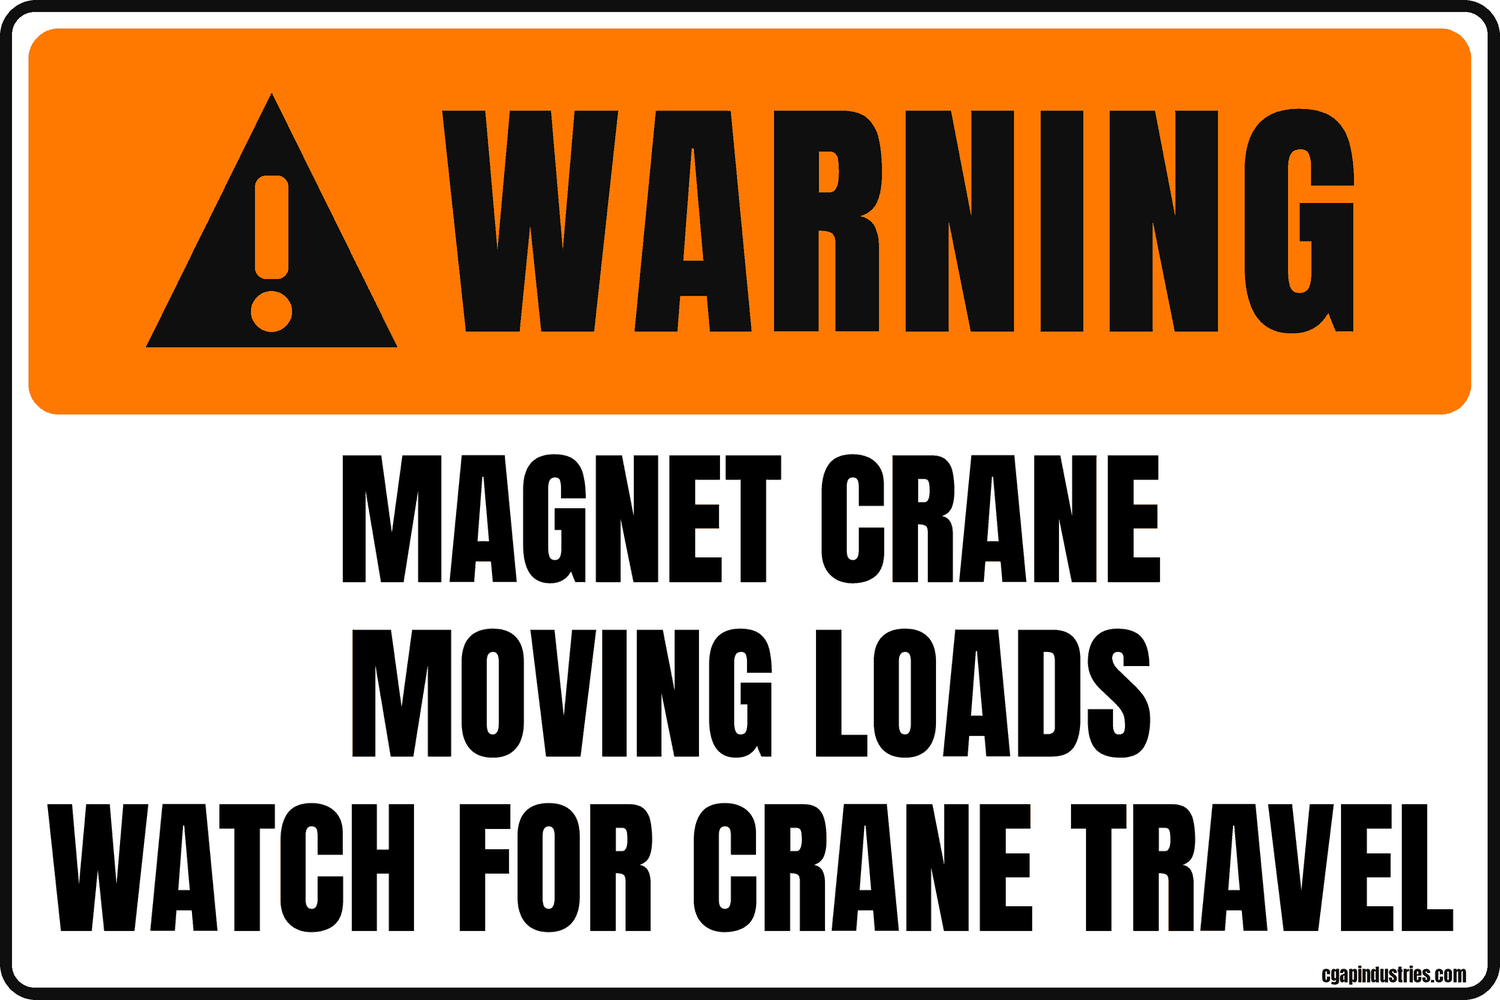 WARNING
MAGNET CRANE
MOVING LOADS
WATCH FOR CRANE TRAVEL
cgapindustries.com